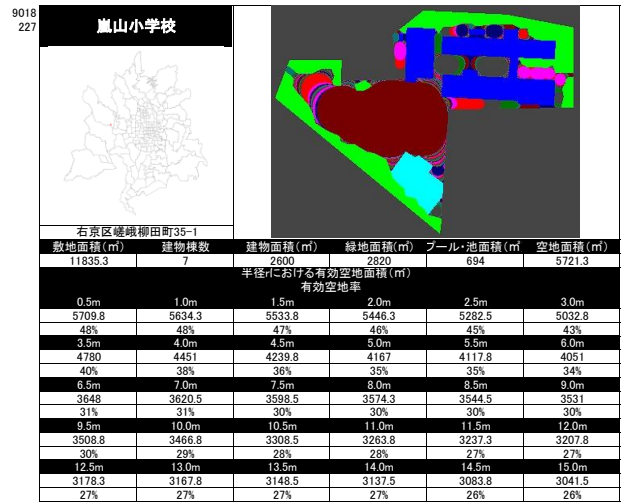 9018
227
嵐山小学校
右京区嵯峨柳田町35-1
敷地面積(㎡) 建物棟数 建物面積(㎡) 緑地面積(㎡) プール・池面積(㎡ 空地面積(㎡)
11835.3 7 2600 2820 694 5721.3
半径rにおける有効空地面積(㎡)
有効空地率
0.5m 1.0m 1.5m 2.0m 2.5m 3.0m
5709.8 5634.3 5533.8 5446.3 5282.5 5032.8
48% 48% 47% 46% 45% 43%
3.5m 4.0m 4.5m 5.0m 5.5m 6.0m
4780 4451 4239.8 4167 4117.8 4051
40% 38% 36% 35% 35% 34%
6.5m 7.0m 7.5m 8.0m 8.5m 9.0m
3648 3620.5 3598.5 3574.3 3544.5 3531
31% 31% 30% 30% 30% 30%
9.5m 10.0m 10.5m 11.0m 11.5m 12.0m
3508.8 3466.8 3308.5 3263.8 3237.3 3207.8
30% 29% 28% 28% 27% 27%
12.5m 13.0m 13.5m 14.0m 14.5m 15.0m
3178.3 3167.8 3148.5 3137.5 3083.8 3041.5
27% 27% 27% 27% 26% 26%